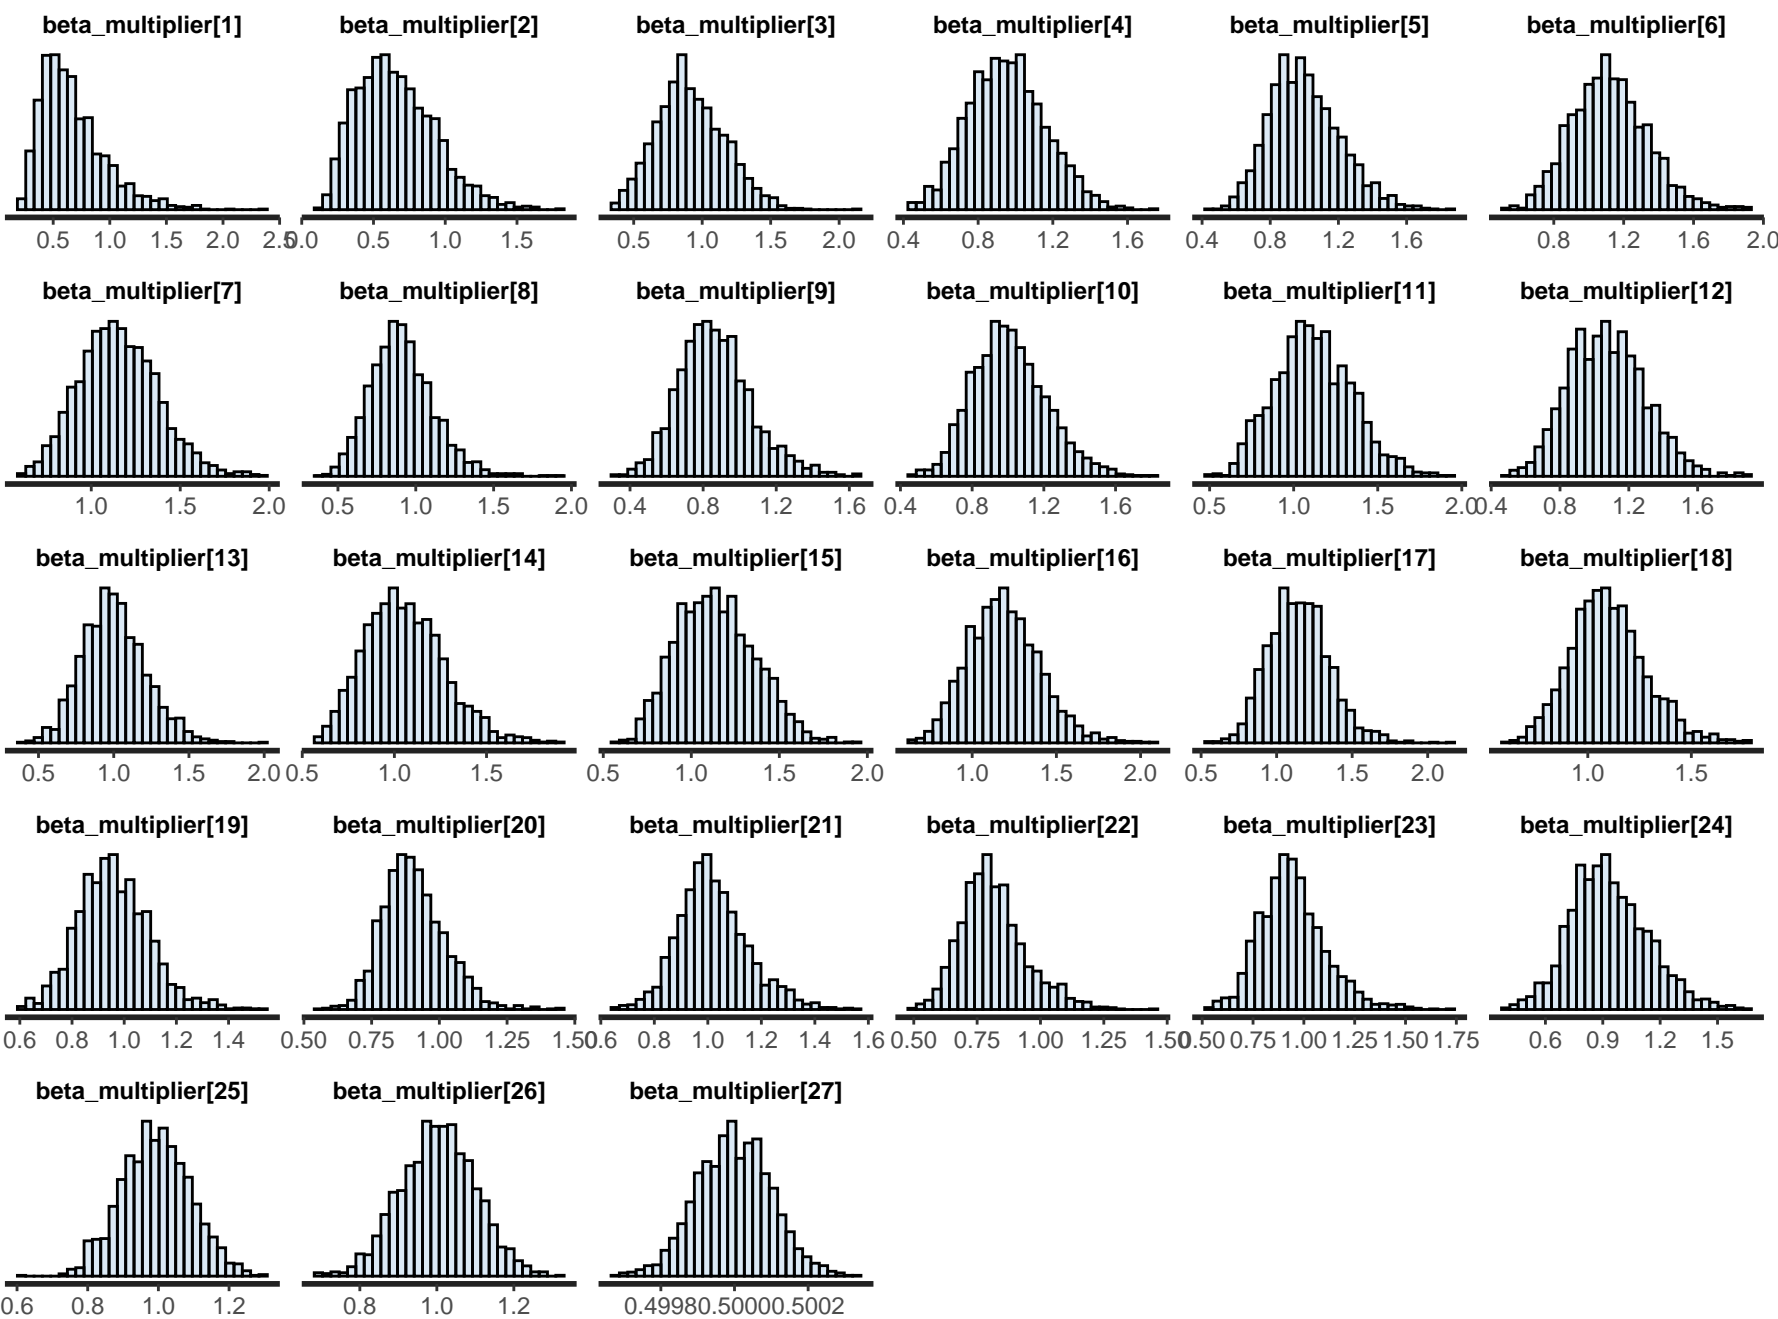 beta_multiplier[1] beta_multiplier[2] beta_multiplier[3] beta_multiplier[4] beta_multiplier[5] beta_multiplier[6]
0.5 1.0 1.5 2.0 2.5 0.0 0.5 1.0 1.5 0.5 1.0 1.5 2.0 0.4 0.8 1.2 1.6 0.4 0.8 1.2 1.6 0.8 1.2 1.6 2.0
beta_multiplier[7] beta_multiplier[8] beta_multiplier[9] beta_multiplier[10] beta_multiplier[11] beta_multiplier[12]
1.0 1.5 2.0 0.5 1.0 1.5 2.0 0.4 0.8 1.2 1.6 0.4 0.8 1.2 1.6 0.5 1.0 1.5 2.0 0.4 0.8 1.2 1.6
beta_multiplier[13] beta_multiplier[14] beta_multiplier[15] beta_multiplier[16] beta_multiplier[17] beta_multiplier[18]
0.5 1.0 1.5 2.0 0.5 1.0 1.5 0.5 1.0 1.5 2.0 1.0 1.5 2.0 0.5 1.0 1.5 2.0 1.0 1.5
beta_multiplier[19] beta_multiplier[20] beta_multiplier[21] beta_multiplier[22] beta_multiplier[23] beta_multiplier[24]
0.6 0.8 1.0 1.2 1.4 0.50 0.75 1.00 1.25 1.50 0.6 0.8 1.0 1.2 1.4 1.6 0.50 0.75 1.00 1.25 1.50 0.50 0.75 1.00 1.25 1.50 1.75 0.6 0.9 1.2 1.5
beta_multiplier[25] beta_multiplier[26] beta_multiplier[27]
0.6 0.8 1.0 1.2 0.8 1.0 1.2 0.4998 0.5000 0.5002